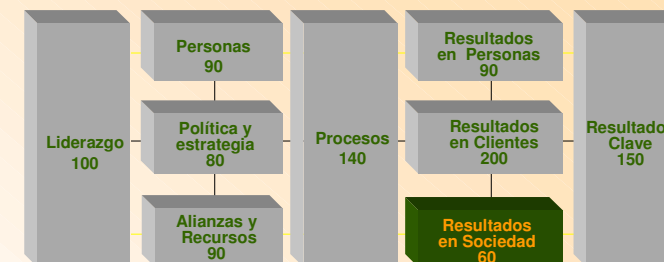 Liderazgo
100
Personas
90
Política y
estrategia
80
Alianzas y
Recursos
90
Procesos
140
Resultados
en Personas
90
Resultados
en Clientes
200
Resultados
en Sociedad
60
Resultado
Clave
150